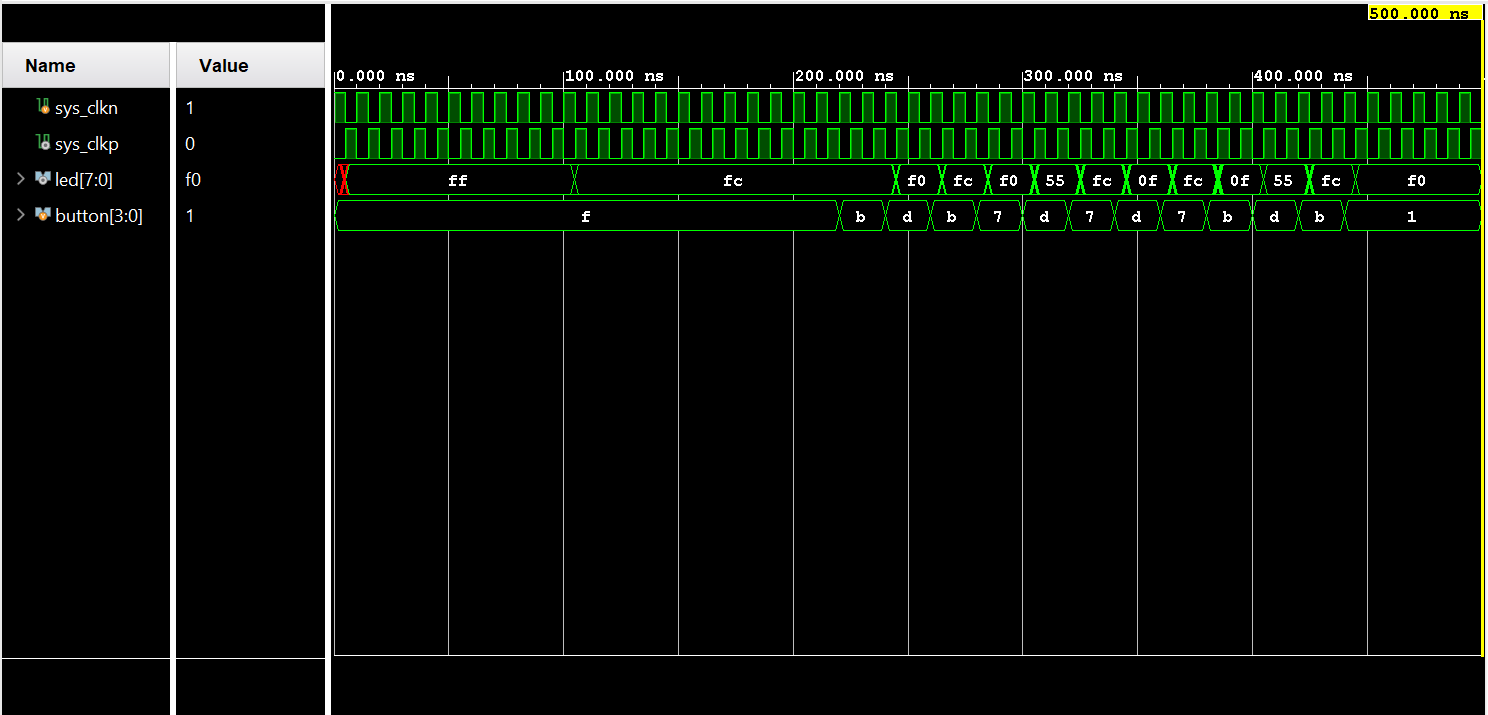 500.000 ns
Name Value 0.000 ns 100.000 ns 200.000 ns 300.000 ns 400.000 ns
sys_clkn 1
sys_clkp 0
led[7:0] f0 ff fc f0 fc f0 55 fc 0f fc 0f 55 fc f0
button[3:0] 1 f b d b 7 d 7 d 7 b d b 1